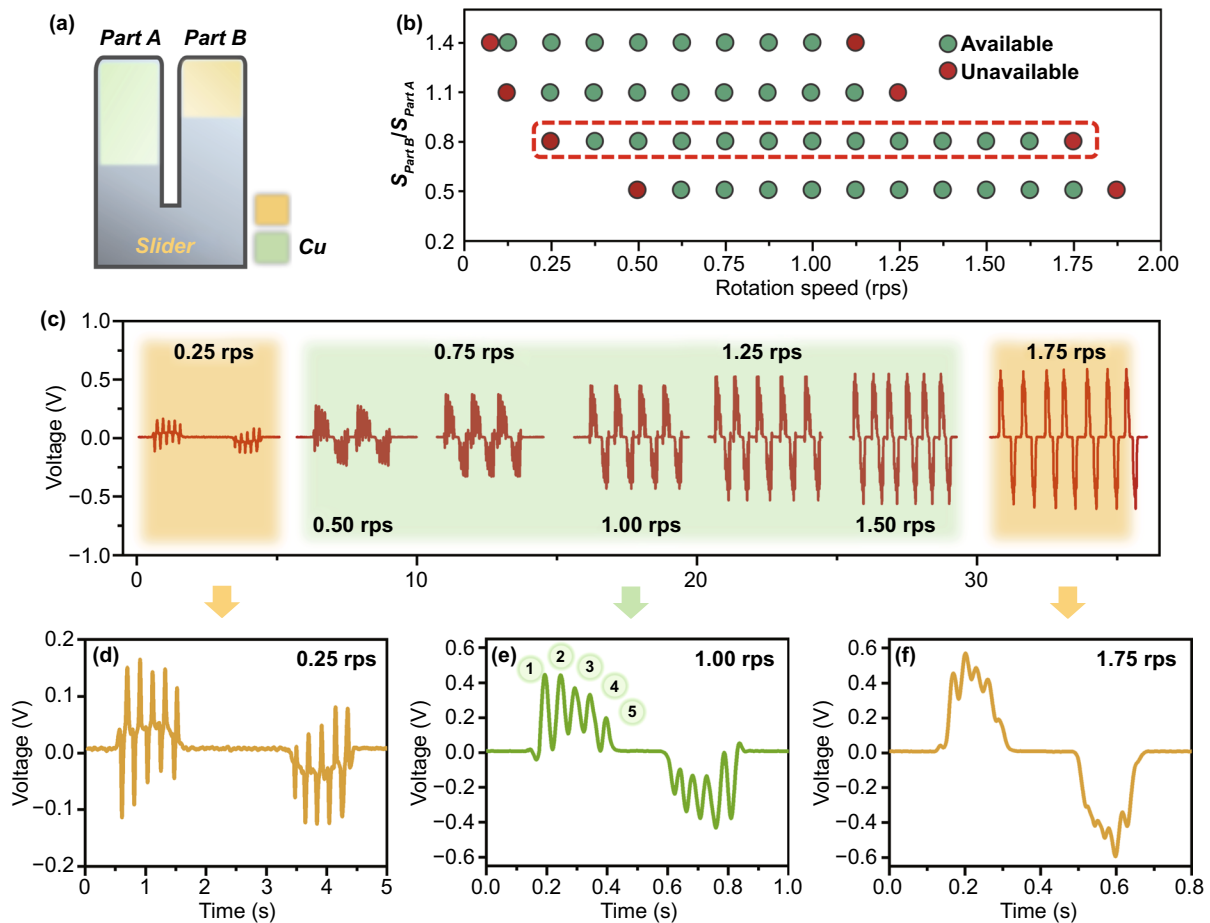 (a)
Part A Part B
Slider
Cu
(b)
S_Part B/S_Part A
1.4
1.1
0.8
0.5
0.2
Available
Unavailable
0 0.25 0.50 0.75 1.00 1.25 1.50 1.75 2.00
Rotation speed (rps)
(c)
Voltage (V)
1.0
0.5
0.0
−0.5
−1.0
0.25 rps 0.75 rps 1.25 rps 1.75 rps
0.50 rps 1.00 rps 1.50 rps
0 10 20 30
(d)
0.25 rps
Voltage (V)
0.2
0.1
0.0
−0.1
−0.2
0 1 2 3 4 5
Time (s)
(e)
1.00 rps
1 2 3 4 5
Voltage (V)
0.6
0.4
0.2
0.0
−0.2
−0.4
−0.6
0.0 0.2 0.4 0.6 0.8 1.0
Time (s)
(f)
1.75 rps
Voltage (V)
0.6
0.4
0.2
0.0
−0.2
−0.4
−0.6
0.0 0.2 0.4 0.6 0.8
Time (s)